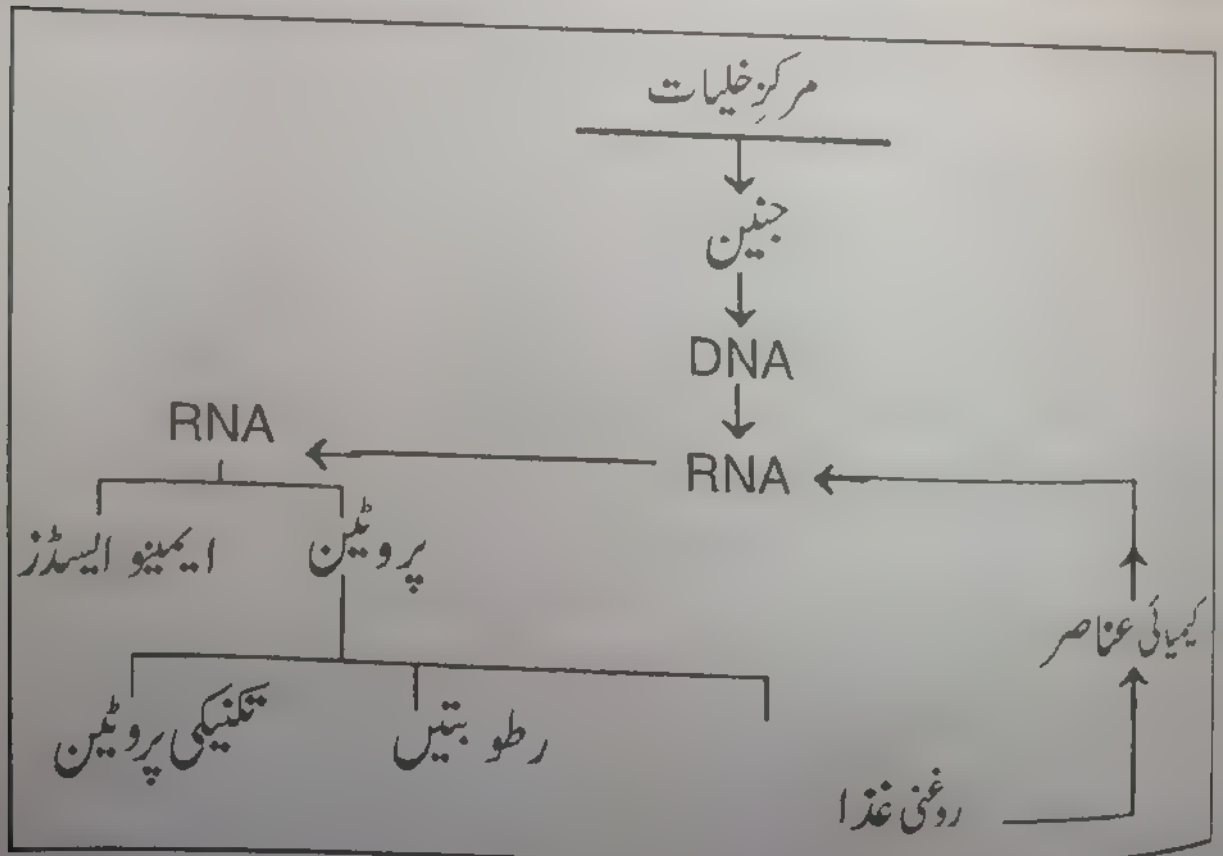 مرکزِ خلیات
جنین
DNA
RNA
RNA
ایمینو ایسڈز
پروٹین
کیمیائی عناصر
تکنیکی پروٹین
رطوبتیں
روغنی غذا